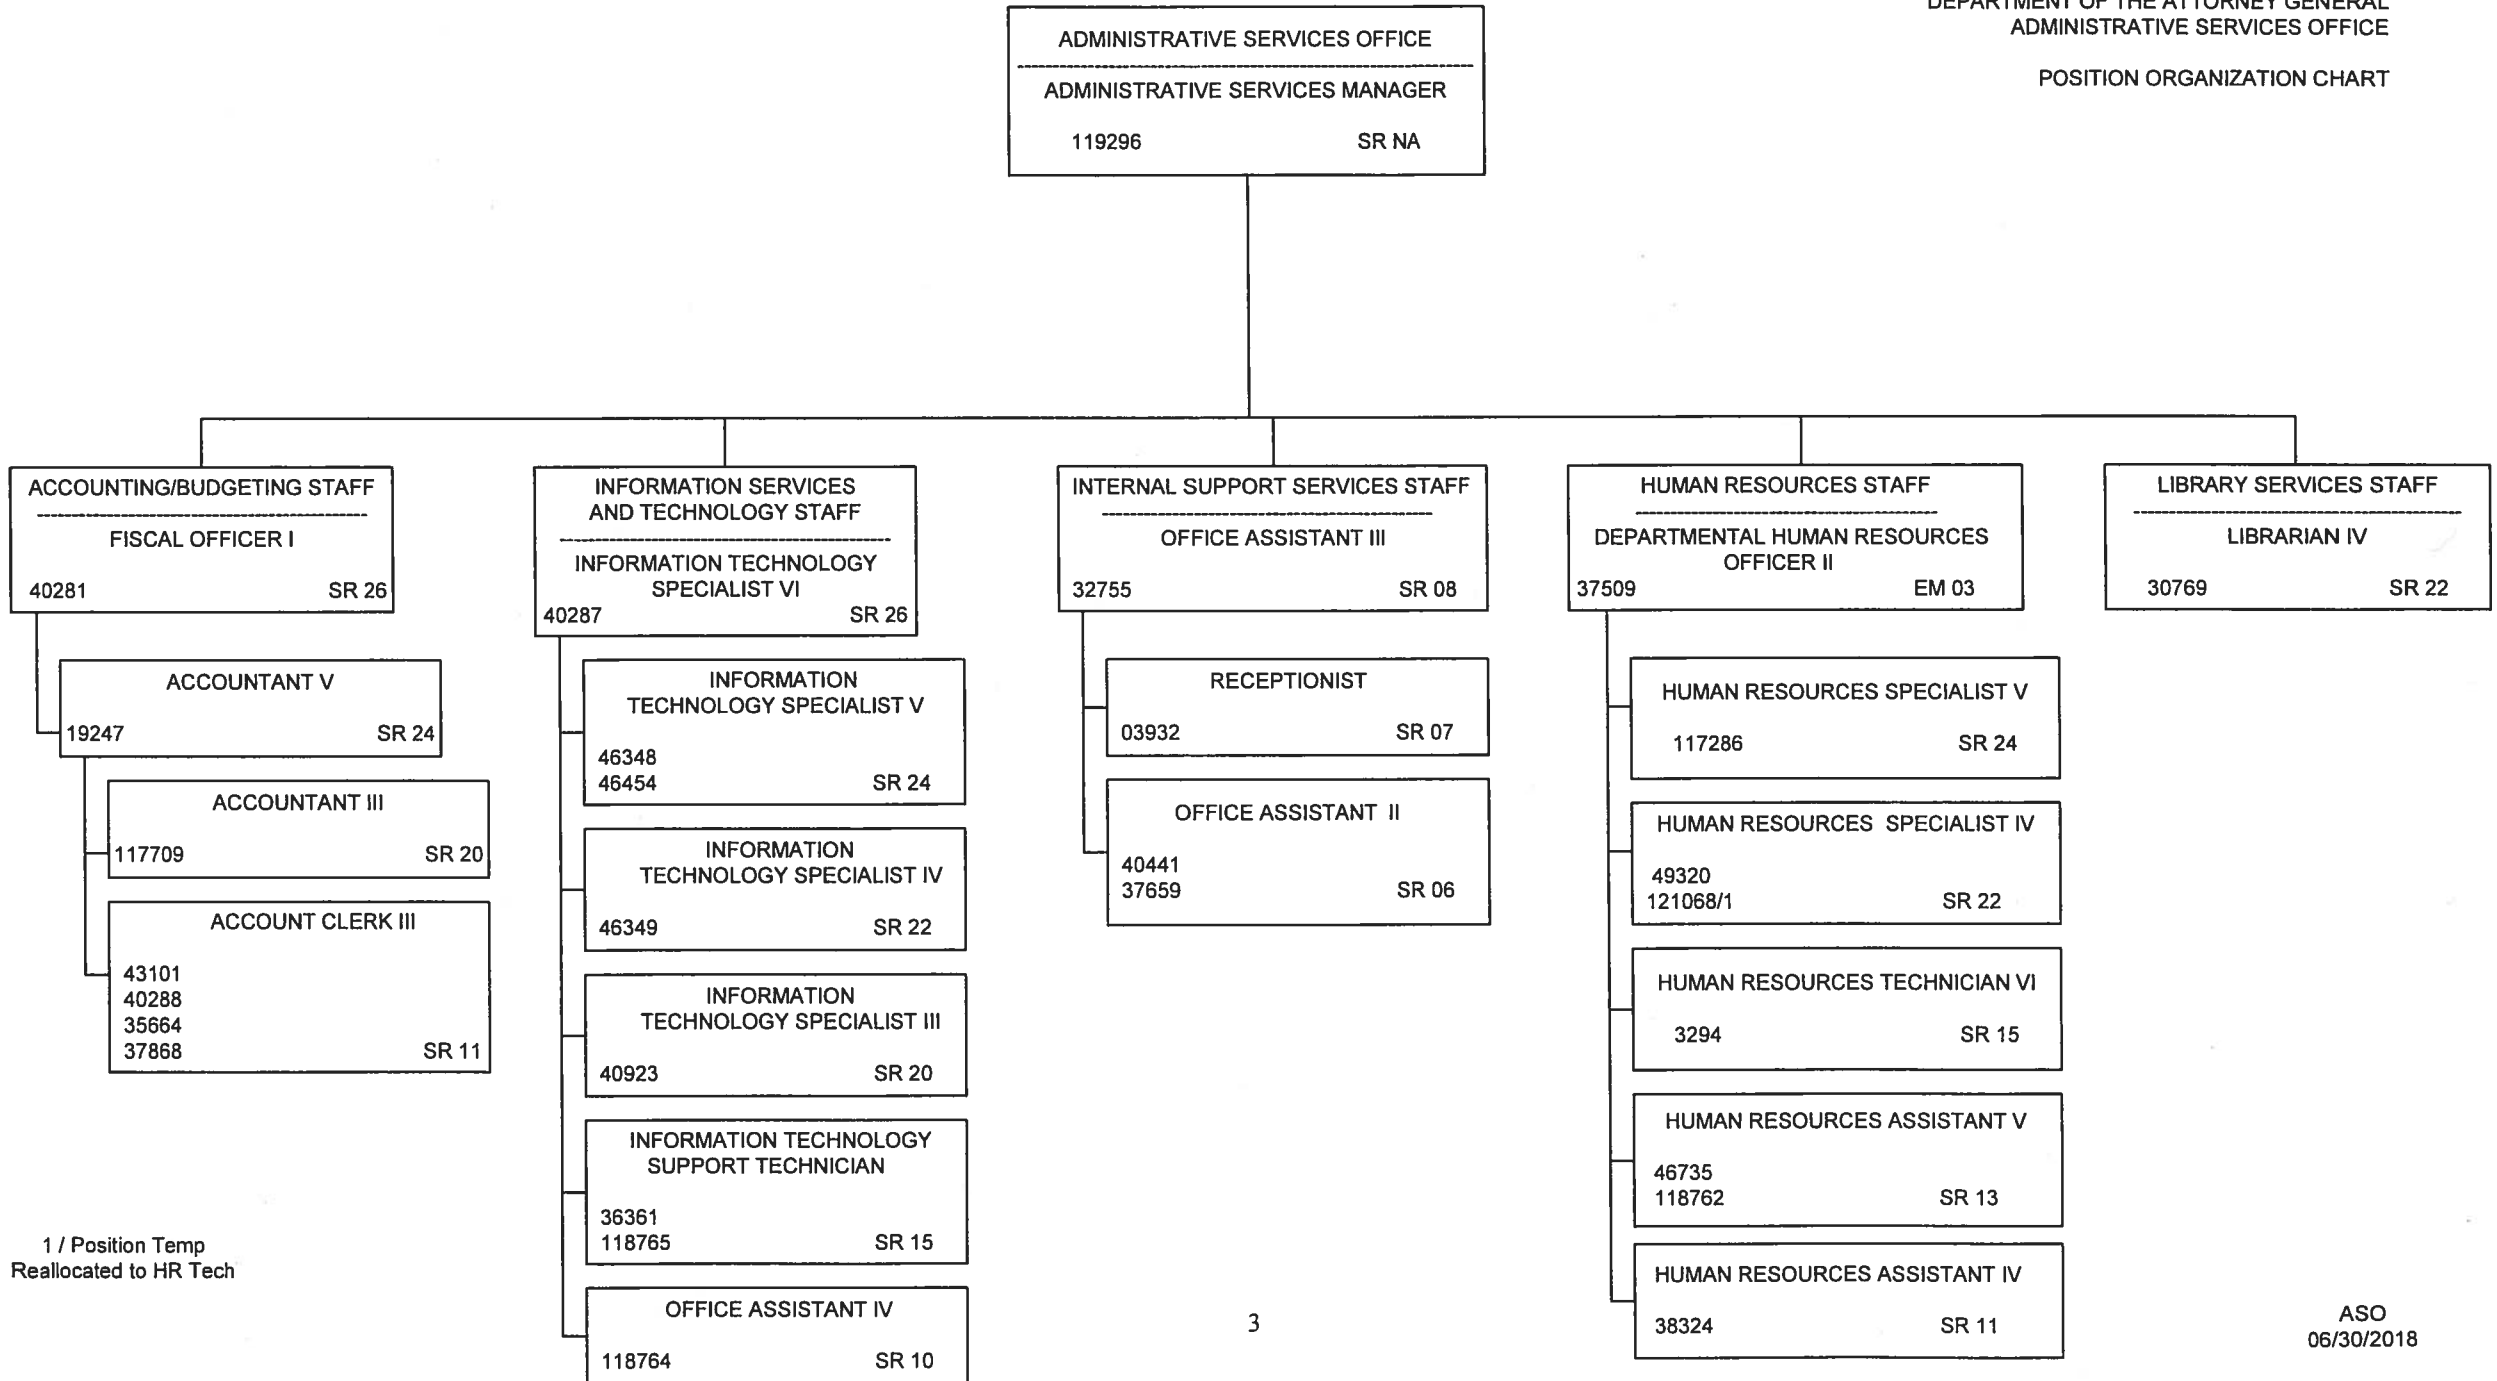 DEPARTMENT OF THE ATTORNEY GENERAL
ADMINISTRATIVE SERVICES OFFICE
POSITION ORGANIZATION CHART
ADMINISTRATIVE SERVICES OFFICE
ADMINISTRATIVE SERVICES MANAGER
119296 SR NA
ACCOUNTING/BUDGETING STAFF
FISCAL OFFICER I
40281 SR 26
ACCOUNTANT V
19247 SR 24
ACCOUNTANT III
117709 SR 20
ACCOUNT CLERK III
43101
40288
35664
37868 SR 11
INFORMATION SERVICES
AND TECHNOLOGY STAFF
INFORMATION TECHNOLOGY
SPECIALIST VI
40287 SR 26
INFORMATION
TECHNOLOGY SPECIALIST V
46348
46454 SR 24
INFORMATION
TECHNOLOGY SPECIALIST IV
46349 SR 22
INFORMATION
TECHNOLOGY SPECIALIST III
40923 SR 20
INFORMATION TECHNOLOGY
SUPPORT TECHNICIAN
36361
118765 SR 15
OFFICE ASSISTANT IV
118764 SR 10
INTERNAL SUPPORT SERVICES STAFF
OFFICE ASSISTANT III
32755 SR 08
RECEPTIONIST
03932 SR 07
OFFICE ASSISTANT II
40441
37659 SR 06
HUMAN RESOURCES STAFF
DEPARTMENTAL HUMAN RESOURCES
OFFICER II
37509 EM 03
HUMAN RESOURCES SPECIALIST V
117286 SR 24
HUMAN RESOURCES SPECIALIST IV
49320
121068/1 SR 22
HUMAN RESOURCES TECHNICIAN VI
3294 SR 15
HUMAN RESOURCES ASSISTANT V
46735
118762 SR 13
HUMAN RESOURCES ASSISTANT IV
38324 SR 11
LIBRARY SERVICES STAFF
LIBRARIAN IV
30769 SR 22
1 / Position Temp
Reallocated to HR Tech
3
ASO
06/30/2018